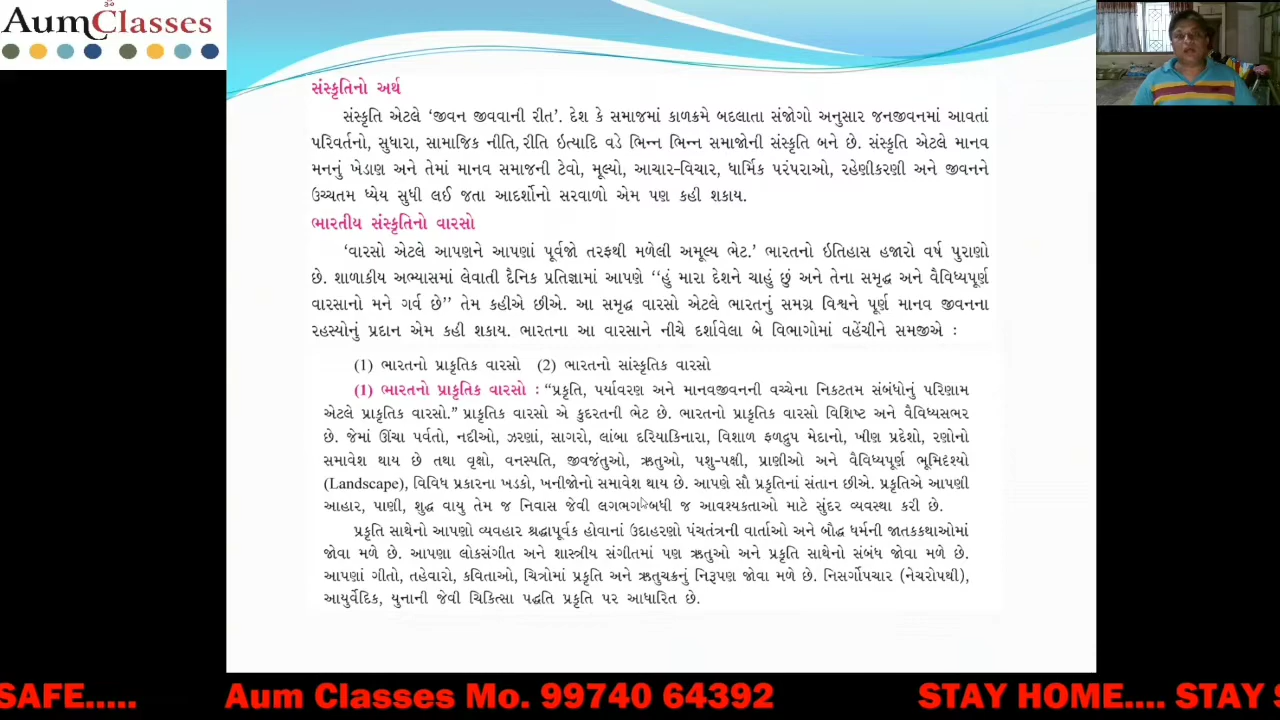 AumClasses
સંસ્કૃતિનો અર્થ
સંસ્કૃતિ એટલે ‘જીવન જીવવાની રીત’. દેશ કે સમાજમાં કાળક્રમે બદલાતા સંજોગો અનુસાર જનજીવનમાં આવતાં
પરિવર્તનો, સુધારા, સામાજિક નીતિ, રીતિ ઇત્યાદિ વડે ભિન્ન ભિન્ન સમાજોની સંસ્કૃતિ બને છે. સંસ્કૃતિ એટલે માનવ
મનનું ખેડાણ અને તેમાં માનવ સમાજની ટેવો, મૂલ્યો, આચાર-વિચાર, ધાર્મિક પરંપરાઓ, રહેણીકરણી અને જીવનને
ઉચ્ચતમ ધ્યેય સુધી લઈ જતા આદર્શોનો સરવાળો એમ પણ કહી શકાય.
ભારતીય સંસ્કૃતિનો વારસો
‘વારસો એટલે આપણને આપણાં પૂર્વજો તરફથી મળેલી અમૂલ્ય ભેટ.’ ભારતનો ઈતિહાસ હજારો વર્ષ પુરાણો
છે. શાળાકીય અભ્યાસમાં લેવાતી દૈનિક પ્રતિજ્ઞામાં આપણે ‘‘હું મારા દેશને ચાહું છું અને તેના સમૃદ્ધ અને વૈવિધ્યપૂર્ણ
વારસાનો મને ગર્વ છે’’ તેમ કહીએ છીએ. આ સમૃદ્ધ વારસો એટલે ભારતનું સમગ્ર વિશ્વને પૂર્ણ માનવ જીવનના
રહસ્યોનું પ્રદાન એમ કહી શકાય. ભારતના આ વારસાને નીચે દર્શાવેલા બે વિભાગોમાં વહેંચીને સમજીએ :
(1) ભારતનો પ્રાકૃતિક વારસો (2) ભારતનો સાંસ્કૃતિક વારસો
(1) ભારતનો પ્રાકૃતિક વારસો : “પ્રકૃતિ, પર્યાવરણ અને માનવજીવનની વચ્ચેના નિકટતમ સંબંધોનું પરિણામ
એટલે પ્રાકૃતિક વારસો.” પ્રાકૃતિક વારસો એ કુદરતની ભેટ છે. ભારતનો પ્રાકૃતિક વારસો વિશિષ્ટ અને વૈવિધ્યસભર
છે. જેમાં ઊંચા પર્વતો, નદીઓ, ઝરણાં, સાગરો, લાંબા દરિયાકિનારા, વિશાળ ફળદ્રુપ મેદાનો, ખીણ પ્રદેશો, રણોનો
સમાવેશ થાય છે તથા વૃક્ષો, વનસ્પતિ, જીવજંતુઓ, ઋતુઓ, પશુ-પક્ષી, પ્રાણીઓ અને વૈવિધ્યપૂર્ણ ભૂમિદૃશ્યો
(Landscape), વિવિધ પ્રકારના ખડકો, ખનીજોનો સમાવેશ થાય છે. આપણે સૌ પ્રકૃતિનાં સંતાન છીએ. પ્રકૃતિએ આપણી
આહાર, પાણી, શુદ્ધ વાયુ તેમ જ નિવાસ જેવી લગભગ બધી જ આવશ્યકતાઓ માટે સુંદર વ્યવસ્થા કરી છે.
પ્રકૃતિ સાથેનો આપણો વ્યવહાર શ્રદ્ધાપૂર્વક હોવાનાં ઉદાહરણો પંચતંત્રની વાર્તાઓ અને બૌદ્ધ ધર્મની જાતકકથાઓમાં
જોવા મળે છે. આપણા લોકસંગીત અને શાસ્ત્રીય સંગીતમાં પણ ઋતુઓ અને પ્રકૃતિ સાથેનો સંબંધ જોવા મળે છે.
આપણાં ગીતો, તહેવારો, કવિતાઓ, ચિત્રોમાં પ્રકૃતિ અને ઋતુચક્રનું નિરૂપણ જોવા મળે છે. નિસર્ગોપચાર (નેચરોપથી),
આયુર્વેદિક, યુનાની જેવી ચિકિત્સા પદ્ધતિ પ્રકૃતિ પર આધારિત છે.
SAFE..... Aum Classes Mo. 99740 64392 STAY HOME.... STAY S